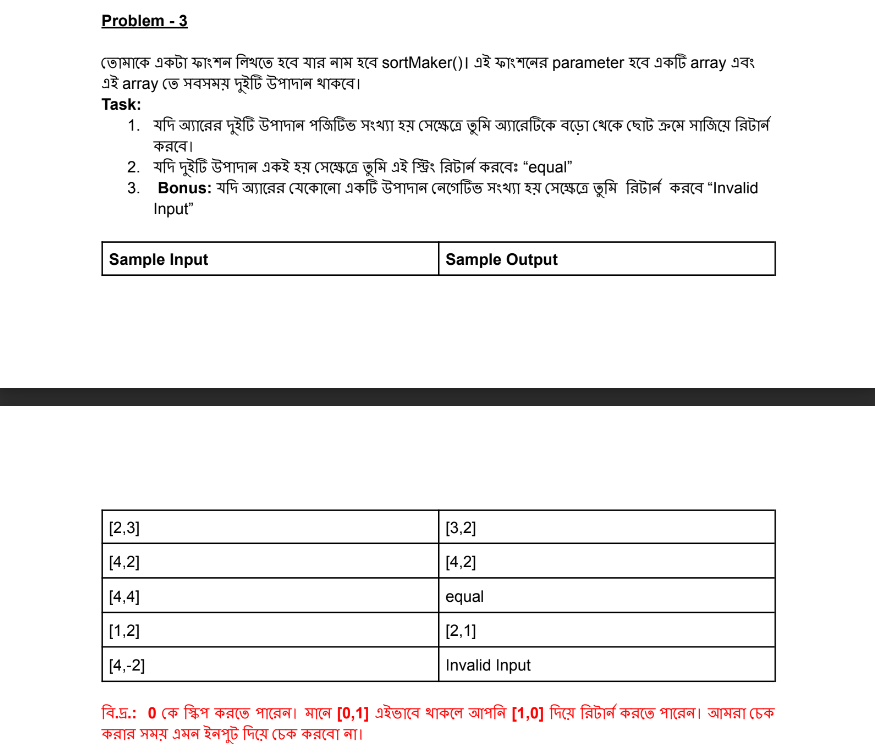 Problem - 3
তোমাকে একটা ফাংশন লিখতে হবে যার নাম হবে sortMaker()। এই ফাংশনের parameter হবে একটি array এবং
এই array তে সবসময় দুইটি উপাদান থাকবে।
Task:
1. যদি অ্যারের দুইটি উপাদান পজিটিভ সংখ্যা হয় সেক্ষেত্রে তুমি অ্যারেটিকে বড়ো থেকে ছোট ক্রমে সাজিয়ে রিটার্ন
করবে।
2. যদি দুইটি উপাদান একই হয় সেক্ষেত্রে তুমি এই স্টিং রিটার্ন করবেঃ “equal”
3. Bonus: যদি অ্যারের যেকোনো একটি উপাদান নেগেটিভ সংখ্যা হয় সেক্ষেত্রে তুমি রিটার্ন করবে “Invalid
Input”
Sample Input Sample Output
[2,3] [3,2]
[4,2] [4,2]
[4,4] equal
[1,2] [2,1]
[4,-2] Invalid Input
বি.দ্র.: 0 কে স্কিপ করতে পারেন। মানে [0,1] এইভাবে থাকলে আপনি [1,0] দিয়ে রিটার্ন করতে পারেন। আমরা চেক
করার সময় এমন ইনপুট দিয়ে চেক করবো না।